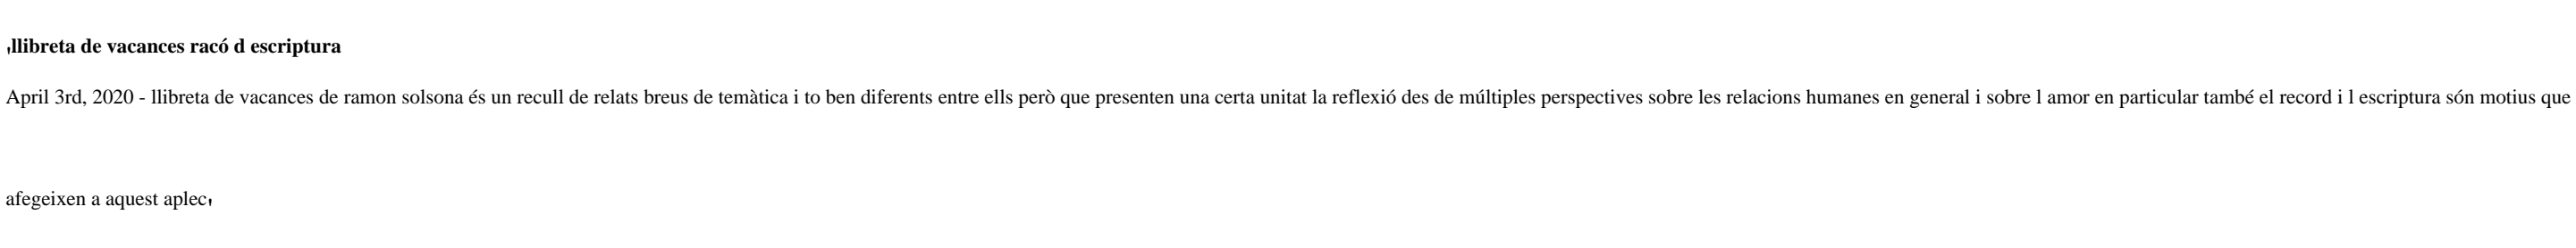 'llibreta de vacances racó d escriptura
April 3rd, 2020 - llibreta de vacances de ramon solsona és un recull de relats breus de temàtica i to ben diferents entre ells però que presenten una certa unitat la reflexió des de múltiples perspectives sobre les relacions humanes en general i sobre l amor en particular també el record i l escriptura són motius que
afegeixen a aquest aplec'